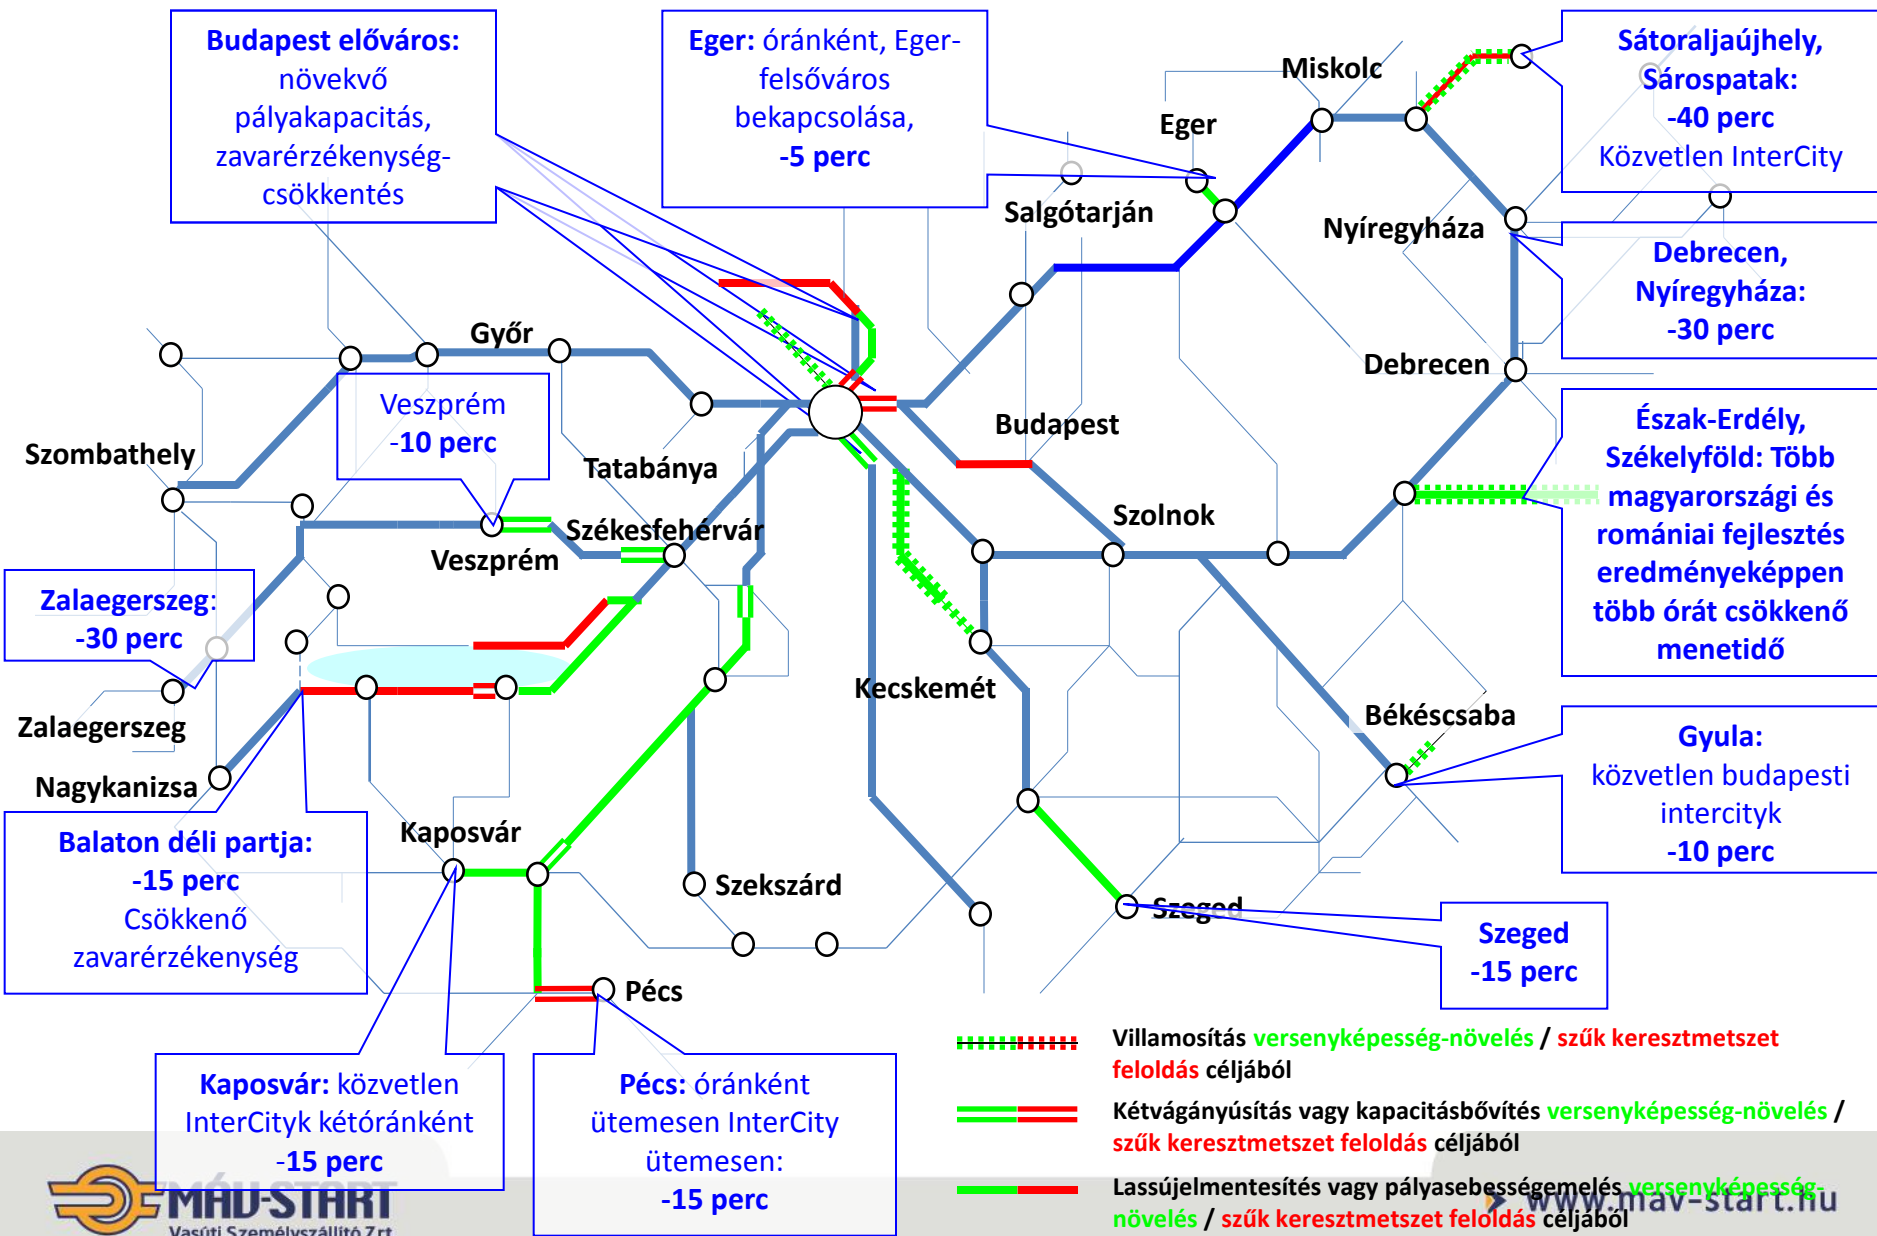 Budapest előváros:
növekvő
pályakapacitás,
zavarérzékenység-
csökkentés
Eger: óránként, Eger-
felsőváros
bekapcsolása,
-5 perc
Sátoraljaújhely,
Sárospatak:
-40 perc
Közvetlen InterCity
Miskolc
Eger
Salgótarján
Nyíregyháza
Debrecen,
Nyíregyháza:
-30 perc
Győr
Debrecen
Veszprém
-10 perc
Budapest
Szombathely
Tatabánya
Észak-Erdély,
Székelyföld: Több
magyarországi és
romániai fejlesztés
eredményeképpen
több órát csökkenő
menetidő
Székesfehérvár
Szolnok
Veszprém
Zalaegerszeg:
-30 perc
Kecskemét
Zalaegerszeg
Békéscsaba
Nagykanizsa
Gyula:
közvetlen budapesti
intercityk
-10 perc
Balaton déli partja:
-15 perc
Csökkenő
zavarérzékenység
Kaposvár
Szekszárd
Szeged
Szeged
-15 perc
Pécs
Kaposvár: közvetlen
InterCityk kétóránként
-15 perc
Pécs: óránként
ütemesen InterCity
ütemesen:
-15 perc
Villamosítás versenyképesség-növelés / szűk keresztmetszet
feloldás céljából
Kétvágányúsítás vagy kapacitásbővítés versenyképesség-növelés /
szűk keresztmetszet feloldás céljából
Lassújelmentesítés vagy pályasebességemelés versenyképesség-
növelés / szűk keresztmetszet feloldás céljából
MÁV-START
Vasúti Személyszállító Zrt.
www.mav-start.hu